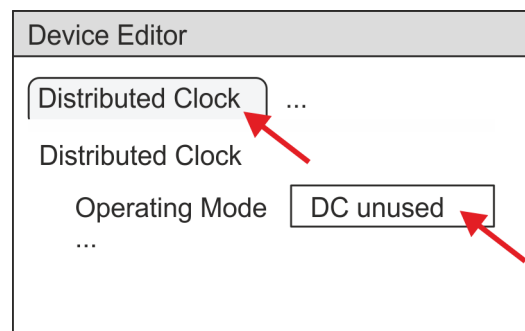 Device Editor
Distributed Clock ...
Distributed Clock
Operating Mode DC unused
...